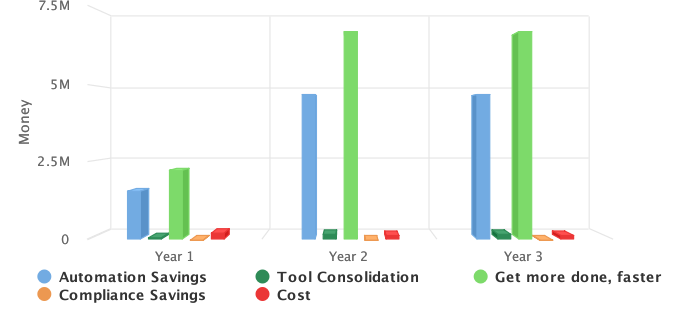 7.5M
5M
2.5M
0
Money
Year 1 Year 2 Year 3
Automation Savings Tool Consolidation Get more done, faster
Compliance Savings Cost